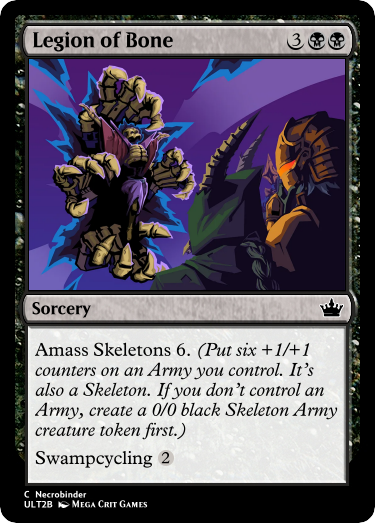 Legion of Bone 3
Sorcery
Amass Skeletons 6. (Put six +1/+1
counters on an Army you control. It's
also a Skeleton. If you don't control an
Army, create a 0/0 black Skeleton Army
creature token first.)
Swampcycling 2
C Necrobinder
ULT2B Mega Crit Games